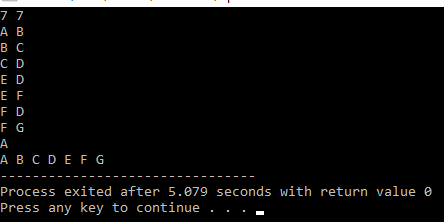 7 7
A B
B C
C D
E D
E F
F D
F G
A
A B C D E F G
--------------------------------
Process exited after 5.079 seconds with return value 0
Press any key to continue . . .